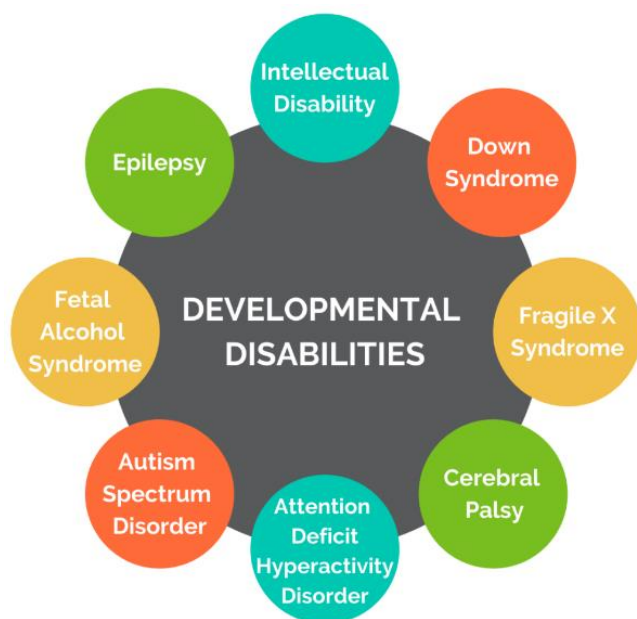 Intellectual
Disability
Down
Syndrome
Fragile X
Syndrome
Cerebral
Palsy
Attention
Deficit
Hyperactivity
Disorder
Autism
Spectrum
Disorder
Fetal
Alcohol
Syndrome
Epilepsy
DEVELOPMENTAL
DISABILITIES